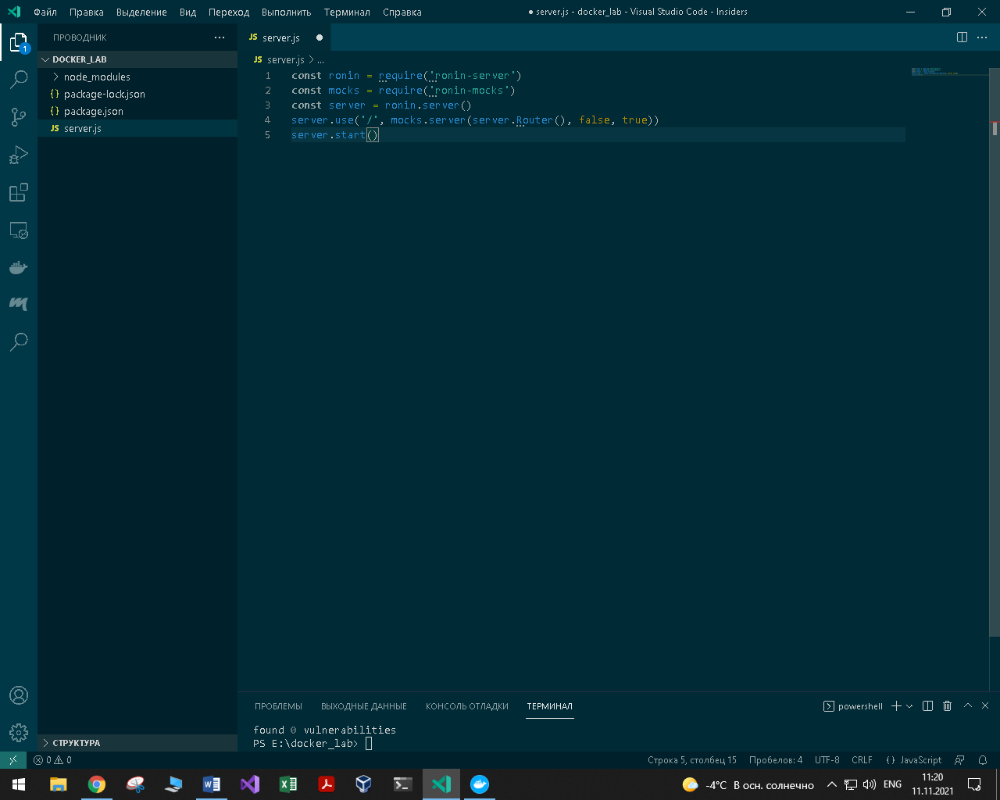 Файл Правка Выделение Вид Переход Выполнить Терминал Справка
● server.js - docker_lab - Visual Studio Code - Insiders
ПРОВОДНИК ...
JS server.js ●
1
DOCKER_LAB
node_modules
{} package-lock.json
{} package.json
JS server.js
JS server.js > ...
1 const ronin = require('ronin-server')
2 const mocks = require('ronin-mocks')
3 const server = ronin.server()
4 server.use('/', mocks.server(server.Router(), false, true))
5 server.start()
ПРОБЛЕМЫ ВЫХОДНЫЕ ДАННЫЕ КОНСОЛЬ ОТЛАДКИ ТЕРМИНАЛ
powershell
found 0 vulnerabilities
PS E:\docker_lab>
СТРУКТУРА
0 0
Строка 5, столбец 15 Пробелов: 4 UTF-8 CRLF {} JavaScript
-4°C В осн. солнечно
ENG
11:20
11.11.2021